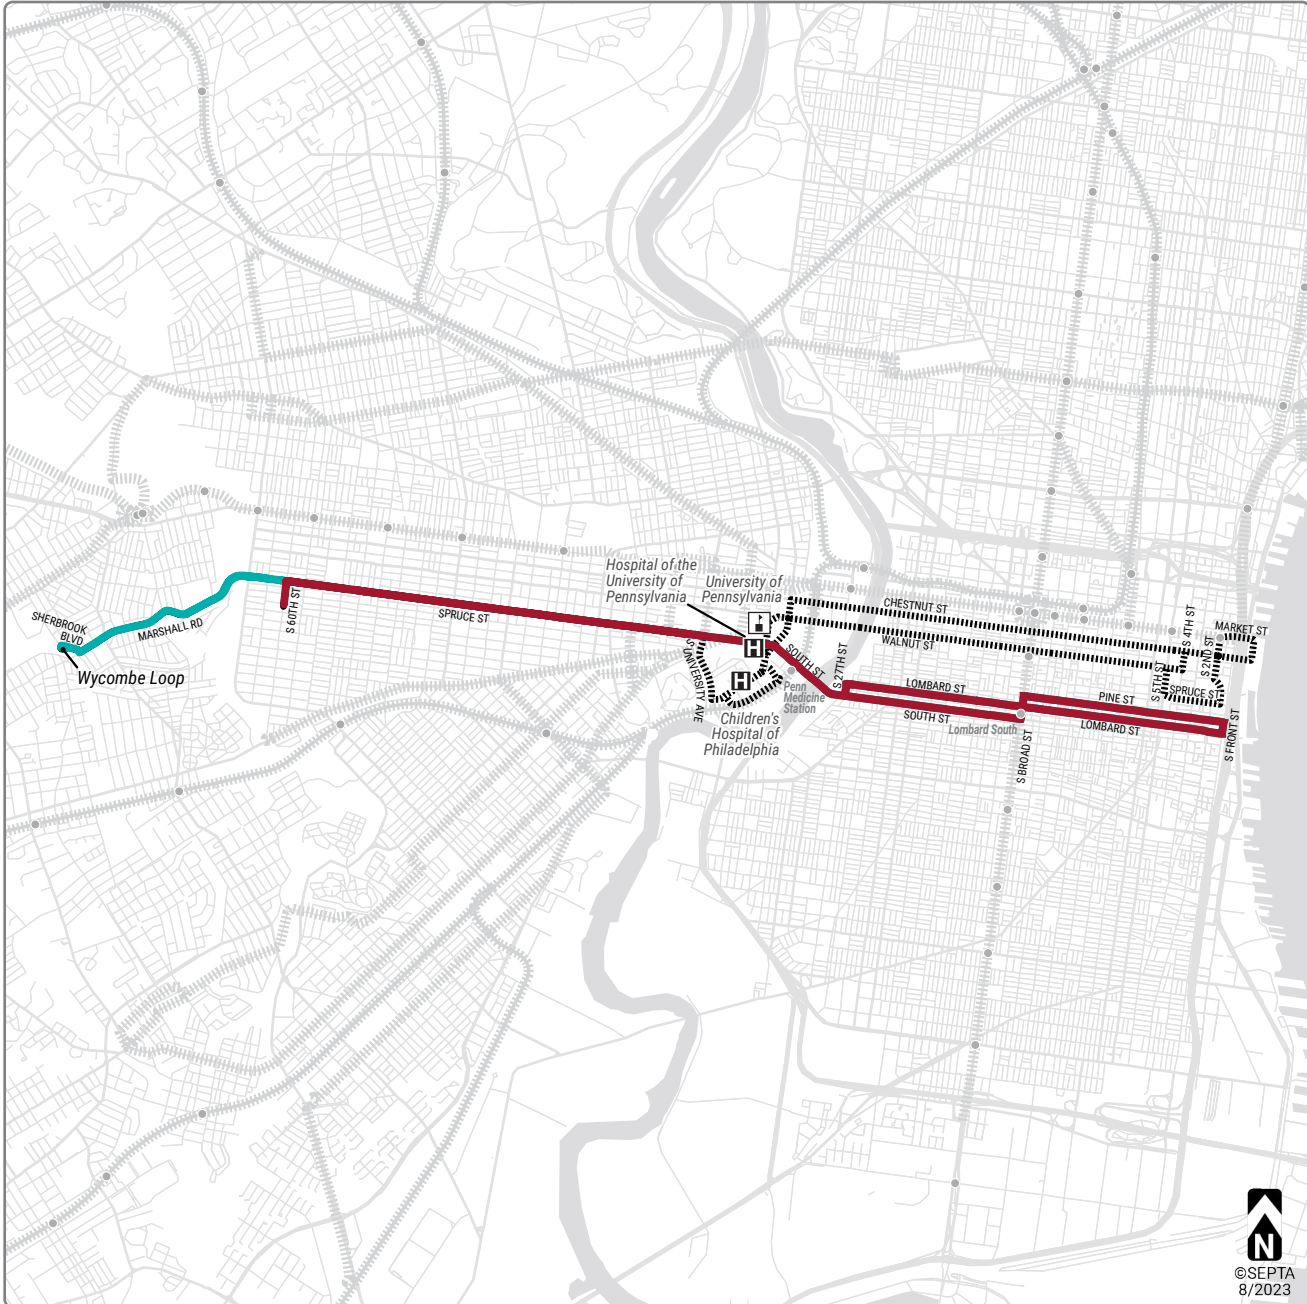 Hospital of the
University of
Pennsylvania
University of
Pennsylvania
CHESTNUT ST
WALNUT ST
S 4TH ST
MARKET ST
S 2ND ST
S 5TH ST
SPRUCE ST
S 60TH ST
SPRUCE ST
SHERBROOK
BLVD
MARSHALL RD
Wycombe Loop
S UNIVERSITY AVE
H
H
SOUTH ST
S 27TH ST
Penn
Medicine
Station
Children's
Hospital of
Philadelphia
LOMBARD ST
SOUTH ST
Lombard South
S BROAD ST
PINE ST
LOMBARD ST
S FRONT ST
N
©SEPTA
8/2023